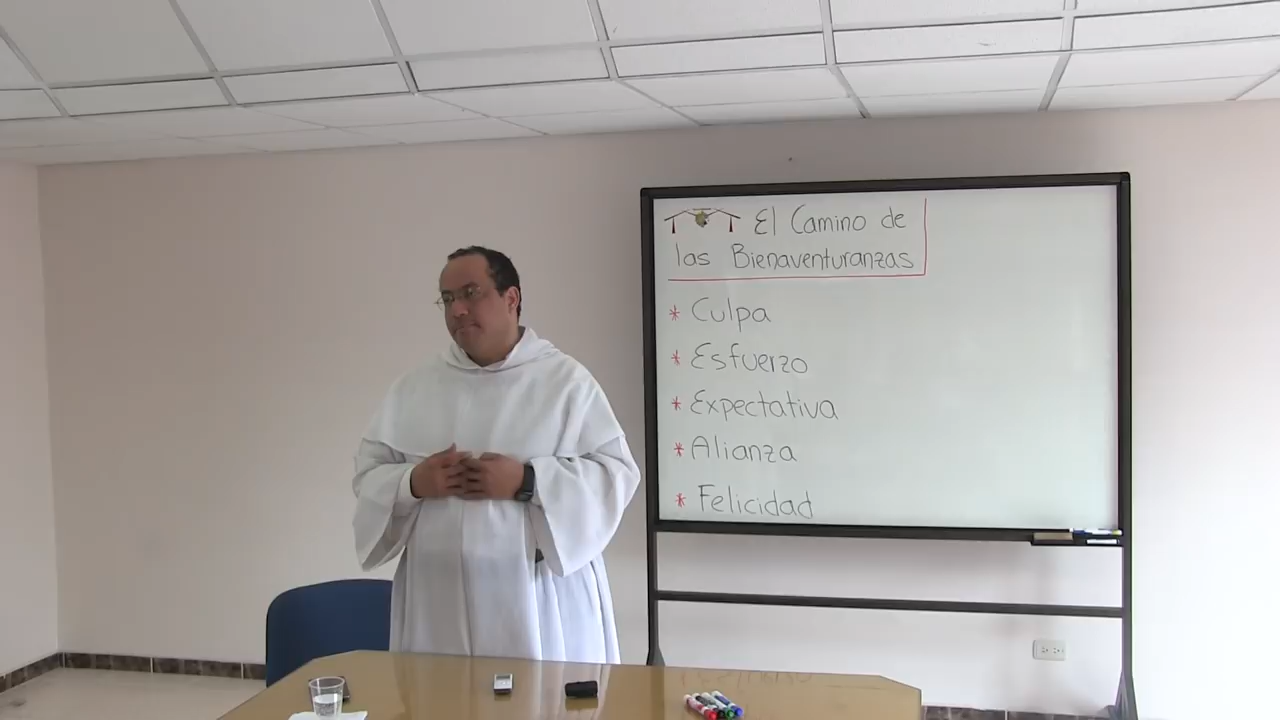 El Camino de
las Bienaventuranzas
* Culpa
* Esfuerzo
* Expectativa
* Alianza
* Felicidad